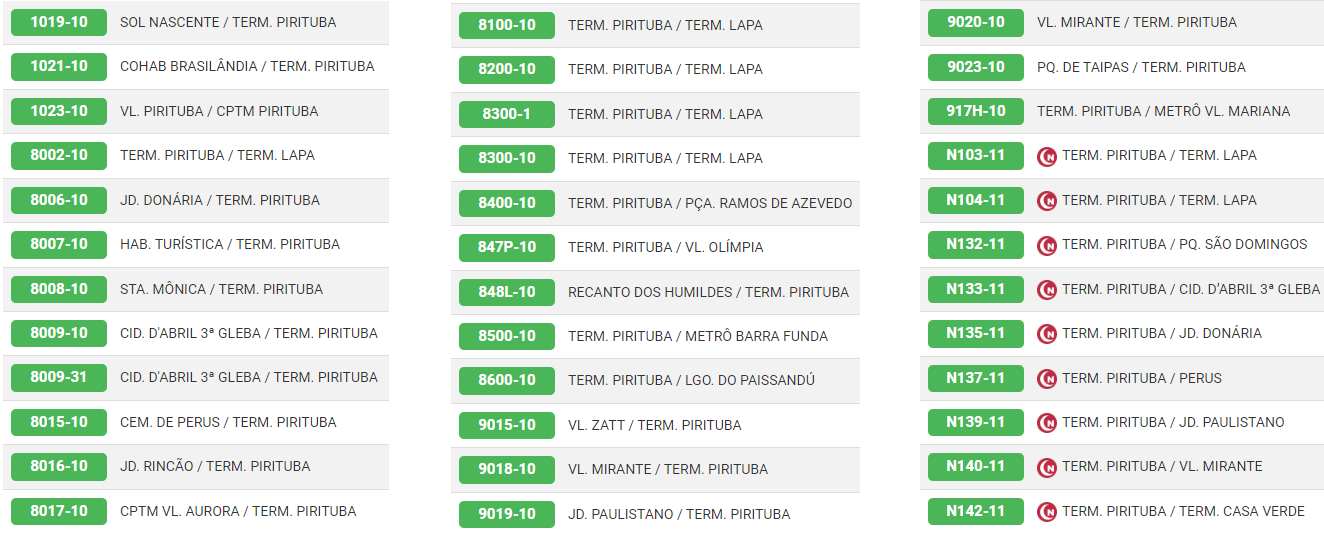 1019-10 SOL NASCENTE / TERM. PIRITUBA
1021-10 COHAB BRASILÂNDIA / TERM. PIRITUBA
1023-10 VL. PIRITUBA / CPTM PIRITUBA
8002-10 TERM. PIRITUBA / TERM. LAPA
8006-10 JD. DONÁRIA / TERM. PIRITUBA
8007-10 HAB. TURÍSTICA / TERM. PIRITUBA
8008-10 STA. MÔNICA / TERM. PIRITUBA
8009-10 CID. D'ABRIL 3ª GLEBA / TERM. PIRITUBA
8009-31 CID. D'ABRIL 3ª GLEBA / TERM. PIRITUBA
8015-10 CEM. DE PERUS / TERM. PIRITUBA
8016-10 JD. RINCÃO / TERM. PIRITUBA
8017-10 CPTM VL. AURORA / TERM. PIRITUBA
8100-10 TERM. PIRITUBA / TERM. LAPA
8200-10 TERM. PIRITUBA / TERM. LAPA
8300-1 TERM. PIRITUBA / TERM. LAPA
8300-10 TERM. PIRITUBA / TERM. LAPA
8400-10 TERM. PIRITUBA / PÇA. RAMOS DE AZEVEDO
847P-10 TERM. PIRITUBA / VL. OLÍMPIA
848L-10 RECANTO DOS HUMILDES / TERM. PIRITUBA
8500-10 TERM. PIRITUBA / METRÔ BARRA FUNDA
8600-10 TERM. PIRITUBA / LGO. DO PAISSANDÚ
9015-10 VL. ZATT / TERM. PIRITUBA
9018-10 VL. MIRANTE / TERM. PIRITUBA
9019-10 JD. PAULISTANO / TERM. PIRITUBA
9020-10 VL. MIRANTE / TERM. PIRITUBA
9023-10 PQ. DE TAIPAS / TERM. PIRITUBA
917H-10 TERM. PIRITUBA / METRÔ VL. MARIANA
N103-11 N TERM. PIRITUBA / TERM. LAPA
N104-11 N TERM. PIRITUBA / TERM. LAPA
N132-11 N TERM. PIRITUBA / PQ. SÃO DOMINGOS
N133-11 N TERM. PIRITUBA / CID. D'ABRIL 3ª GLEBA
N135-11 N TERM. PIRITUBA / JD. DONÁRIA
N137-11 N TERM. PIRITUBA / PERUS
N139-11 N TERM. PIRITUBA / JD. PAULISTANO
N140-11 N TERM. PIRITUBA / VL. MIRANTE
N142-11 N TERM. PIRITUBA / TERM. CASA VERDE